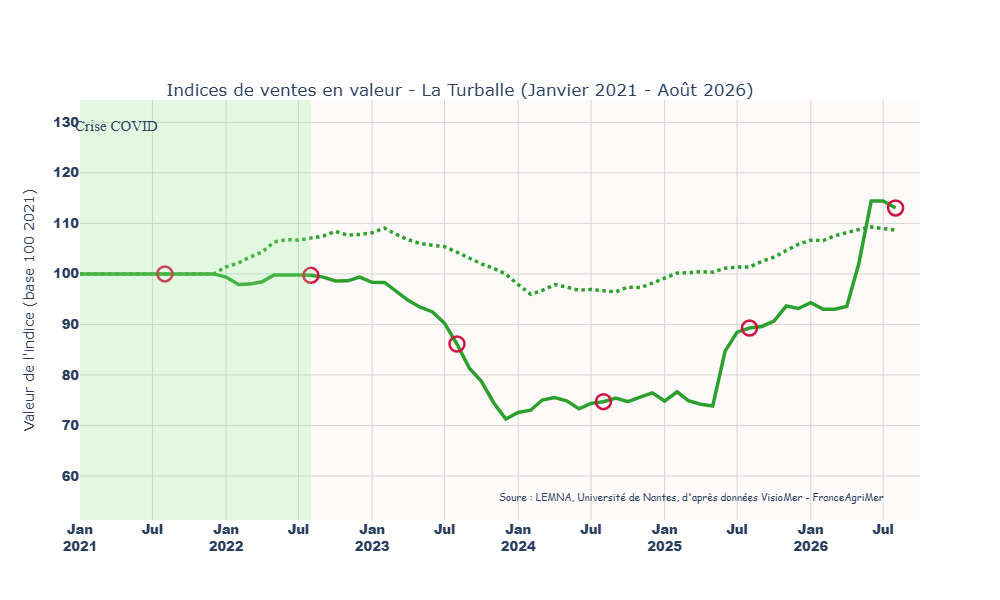 Indices de ventes en valeur - La Turballe (Janvier 2021 - Août 2026)
Valeur de l'indice (base 100 2021)
130
Crise COVID
120
110
100
90
80
70
60
Soure : LEMNA, Université de Nantes, d'après données VisioMer - FranceAgriMer
Jan Jul Jan Jul Jan Jul Jan Jul Jan Jul Jan Jul
2021 2022 2023 2024 2025 2026